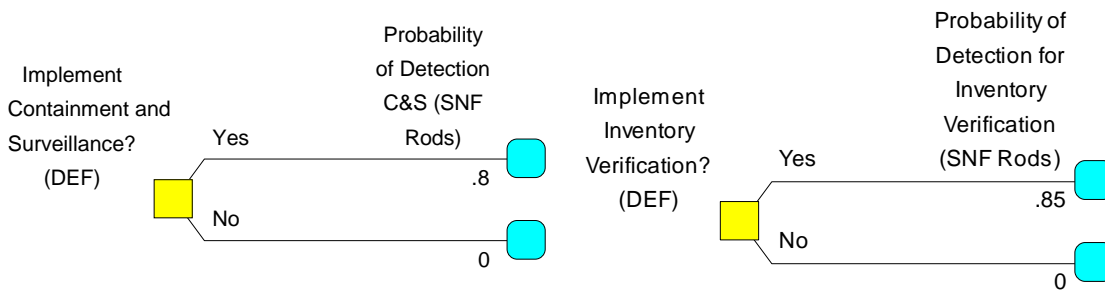 Implement
Containment and
Surveillance?
(DEF)
Probability
of Detection
C&S (SNF
Rods)
Yes
.8
No
0
Implement
Inventory
Verification?
(DEF)
Probability of
Detection for
Inventory
Verification
(SNF Rods)
Yes
.85
No
0